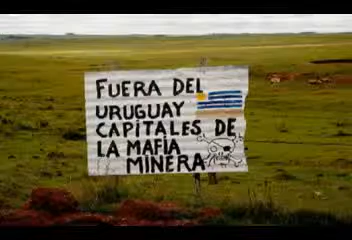 FUERA DEL
URUGUAY
CAPITALES DE
LA MAFIA
MINERA